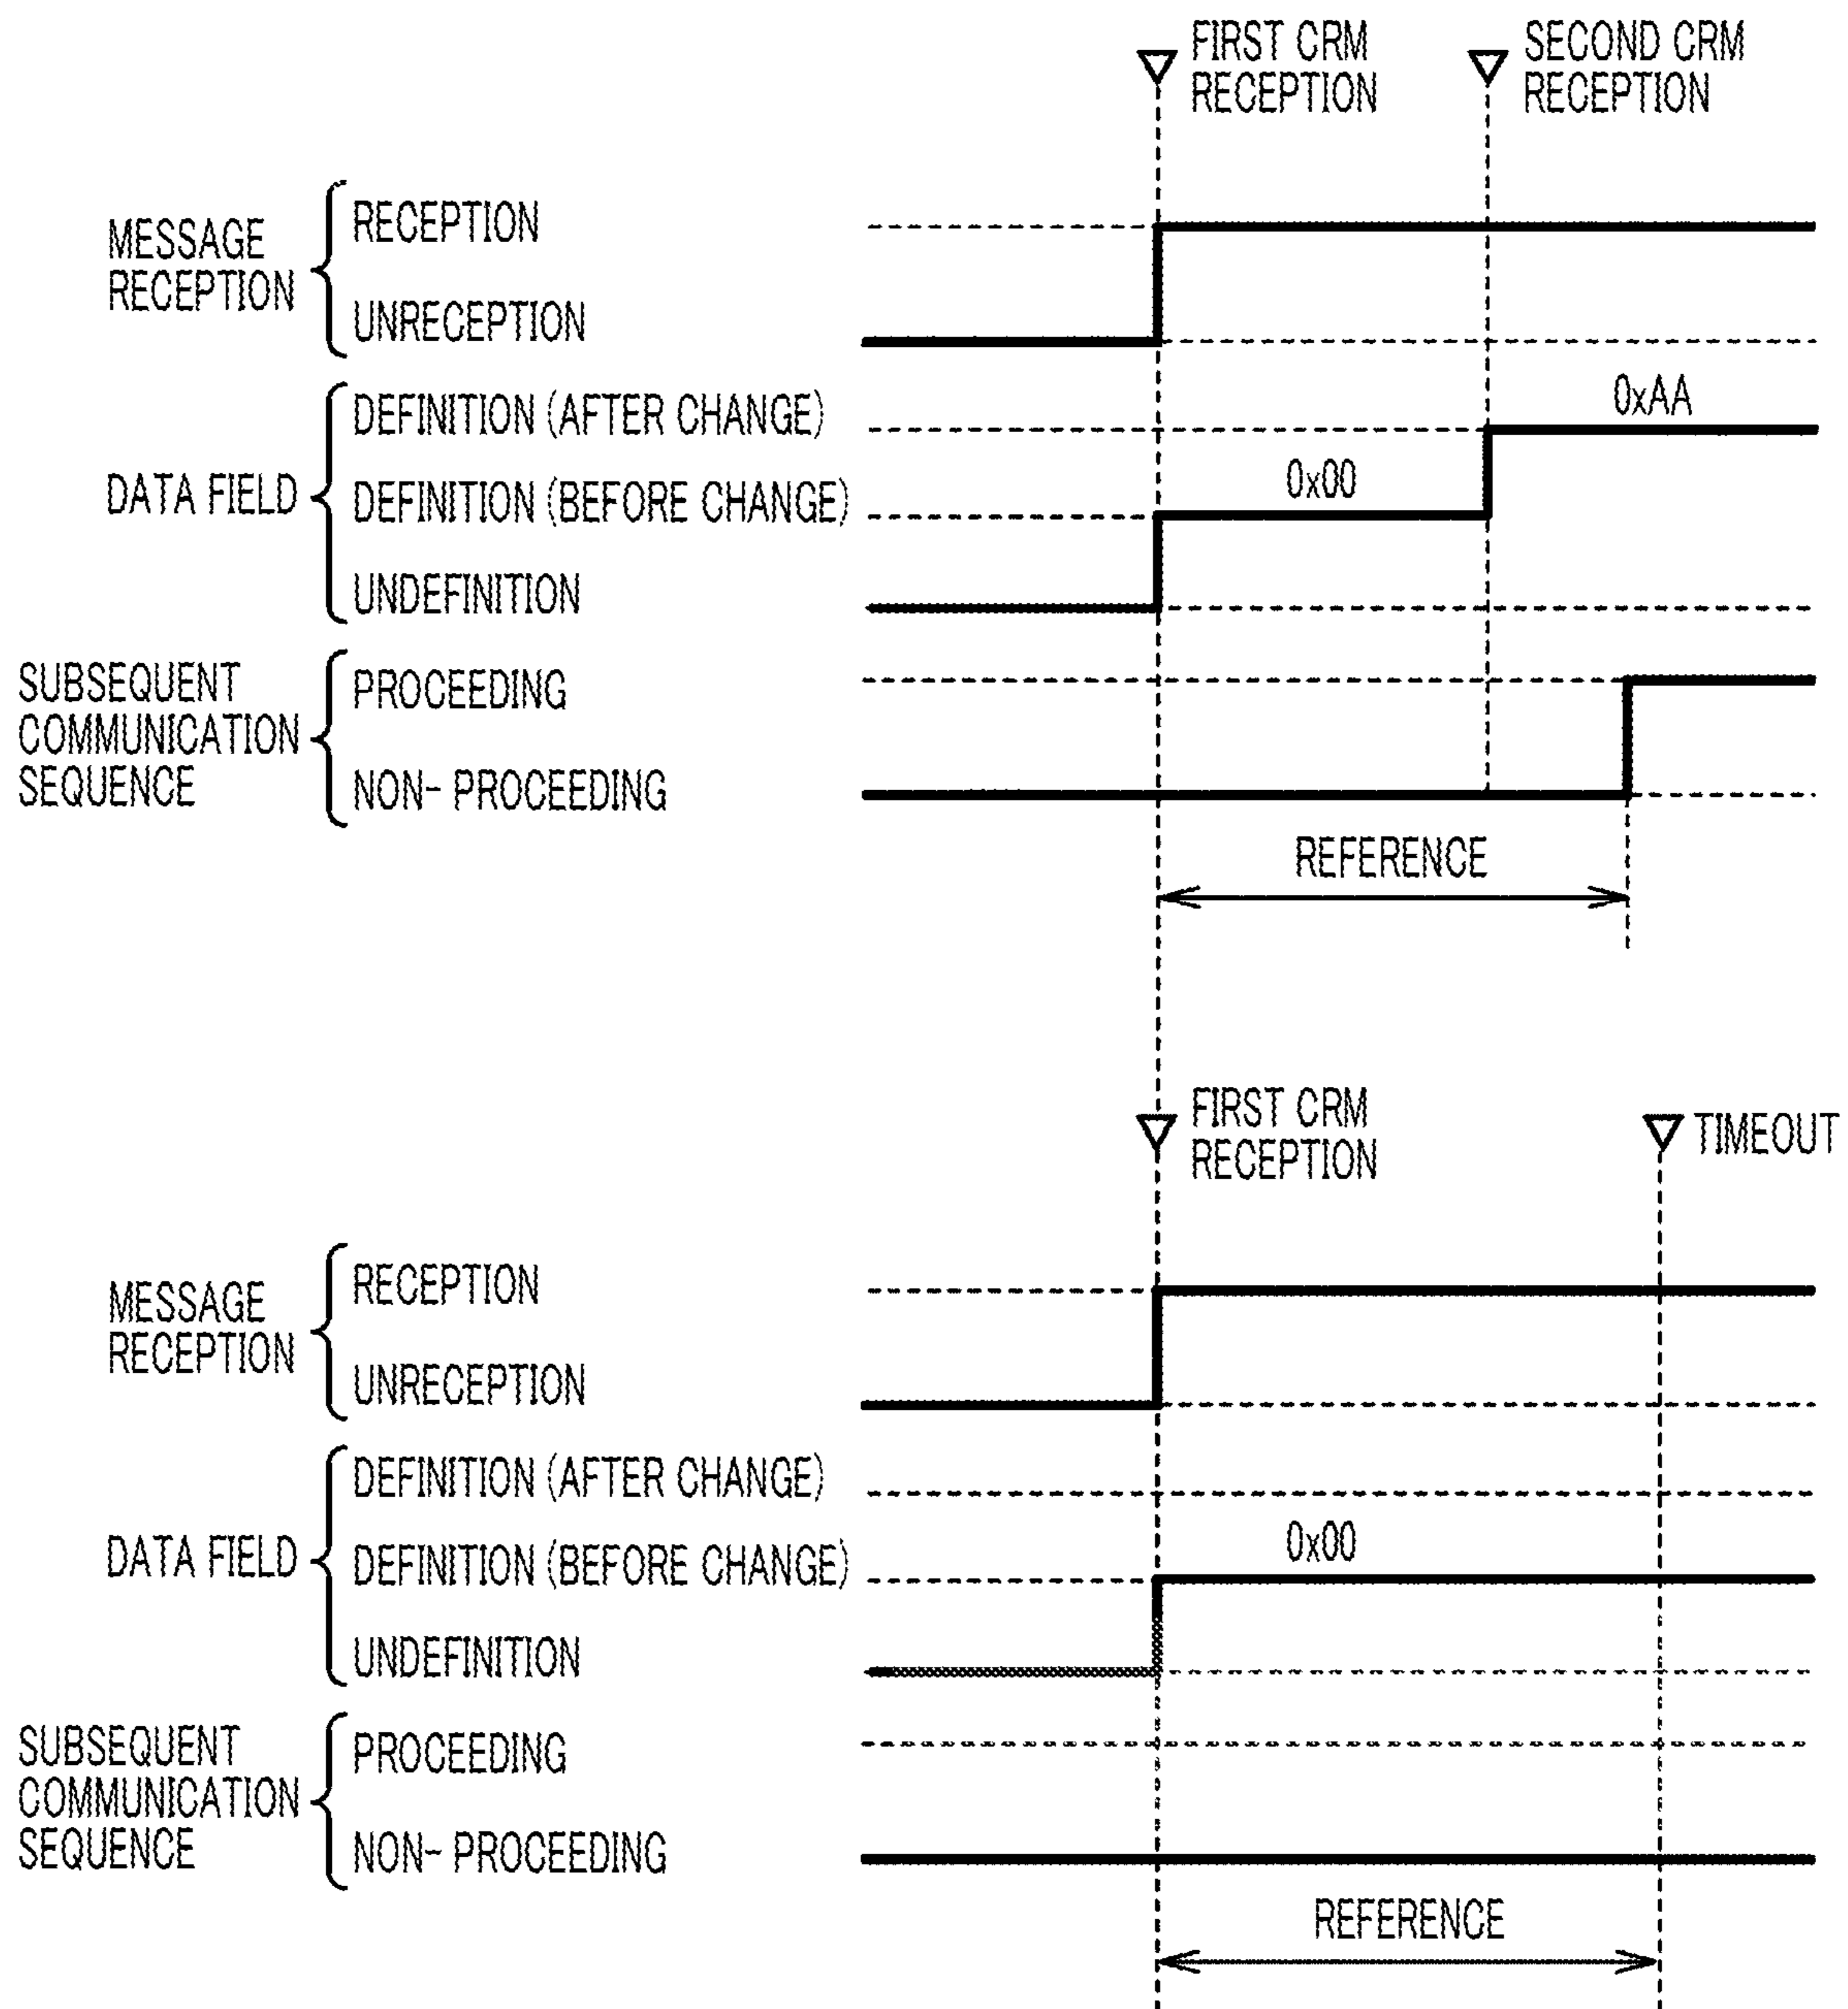 FIRST CRM
RECEPTION
SECOND CRM
RECEPTION
MESSAGE
RECEPTION
RECEPTION
UNRECEPTION
DATA FIELD
DEFINITION (AFTER CHANGE)
0xAA
DEFINITION (BEFORE CHANGE)
0x00
UNDEFINITION
SUBSEQUENT
COMMUNICATION
SEQUENCE
PROCEEDING
NON- PROCEEDING
REFERENCE
FIRST CRM
RECEPTION
TIMEOUT
MESSAGE
RECEPTION
RECEPTION
UNRECEPTION
DATA FIELD
DEFINITION (AFTER CHANGE)
DEFINITION (BEFORE CHANGE)
0x00
UNDEFINITION
SUBSEQUENT
COMMUNICATION
SEQUENCE
PROCEEDING
NON- PROCEEDING
REFERENCE